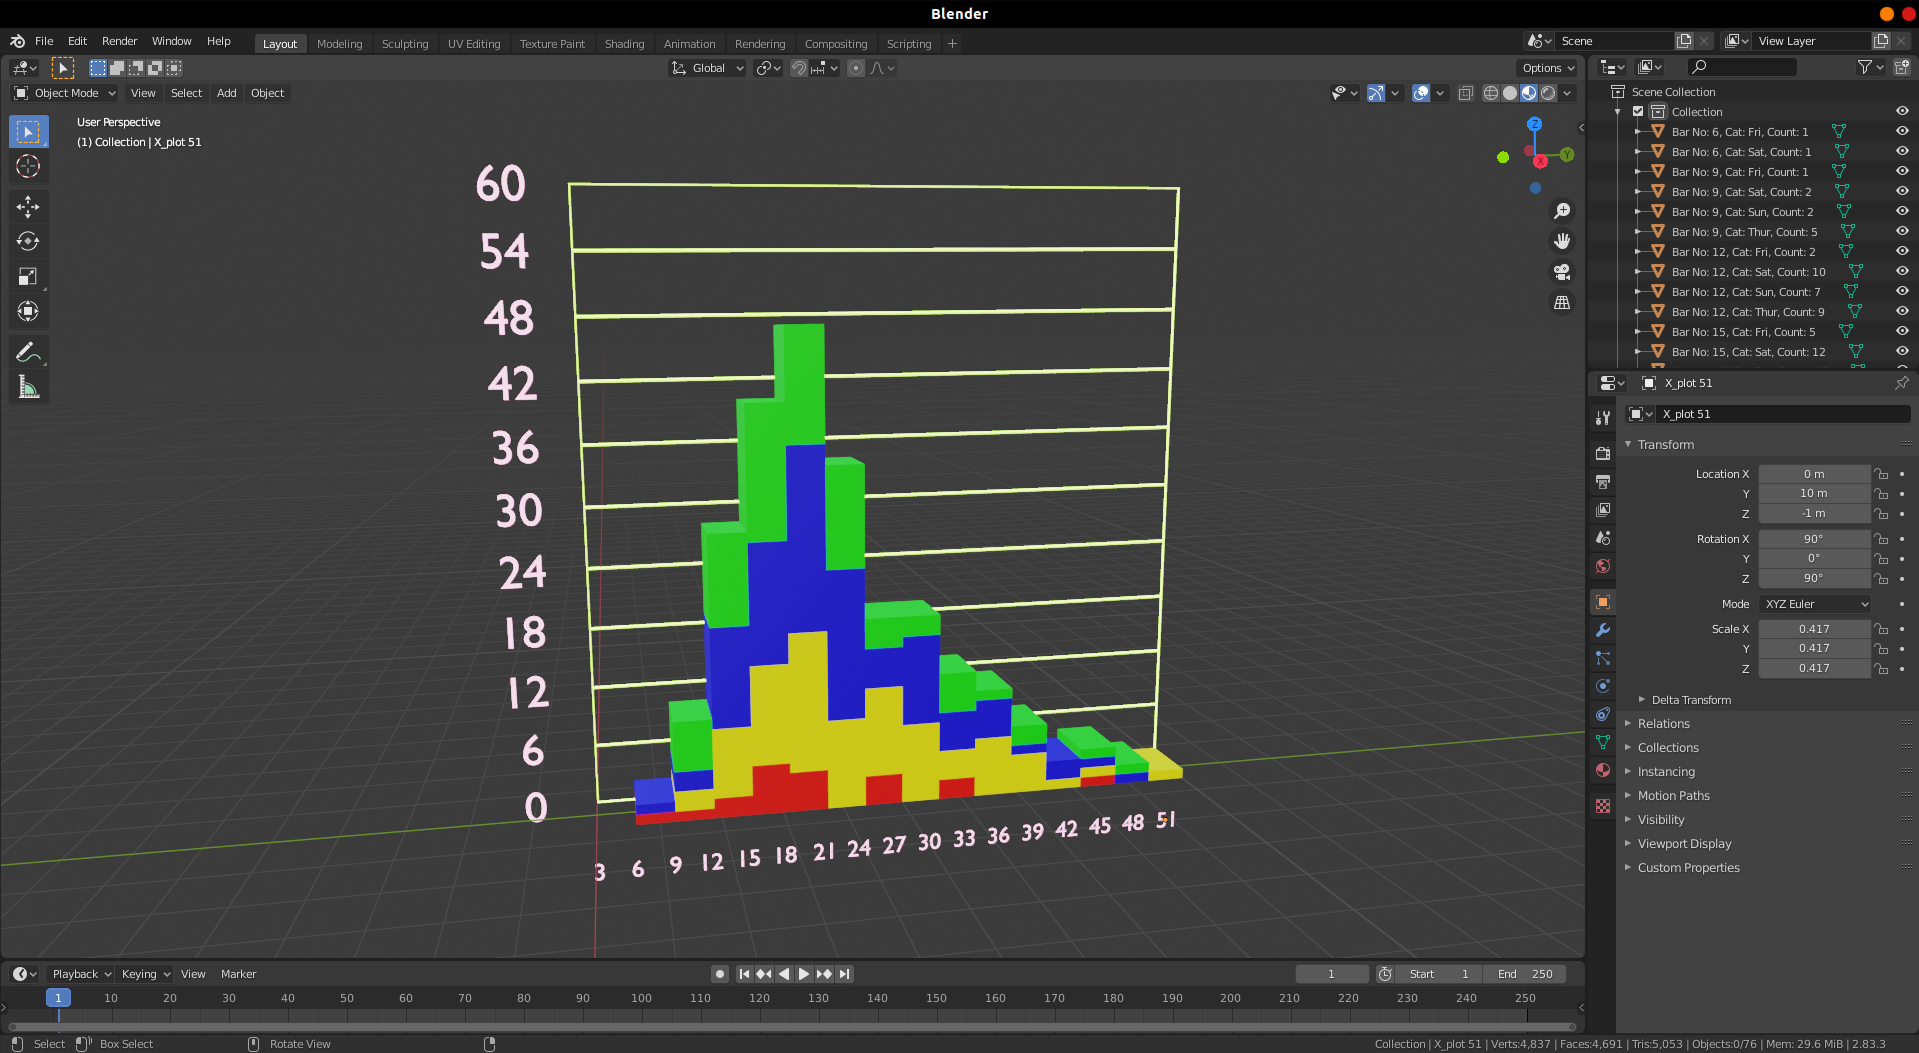 Blender
File Edit Render Window Help
Layout Modeling Sculpting UV Editing Texture Paint Shading Animation Rendering Compositing Scripting +
Scene
View Layer
Global
Options
Object Mode View Select Add Object
User Perspective
(1) Collection | X_plot 51
Z
Y
X
60
54
48
42
36
30
24
18
12
6
0
3 6 9 12 15 18 21 24 27 30 33 36 39 42 45 48 51
Scene Collection
Collection
Bar No: 6, Cat: Fri, Count: 1
Bar No: 6, Cat: Sat, Count: 1
Bar No: 9, Cat: Fri, Count: 1
Bar No: 9, Cat: Sat, Count: 2
Bar No: 9, Cat: Sun, Count: 2
Bar No: 9, Cat: Thur, Count: 5
Bar No: 12, Cat: Fri, Count: 2
Bar No: 12, Cat: Sat, Count: 10
Bar No: 12, Cat: Sun, Count: 7
Bar No: 12, Cat: Thur, Count: 9
Bar No: 15, Cat: Fri, Count: 5
Bar No: 15, Cat: Sat, Count: 12
X_plot 51
X_plot 51
Transform
Location X 0 m
Y 10 m
Z -1 m
Rotation X 90°
Y 0°
Z 90°
Mode XYZ Euler
Scale X 0.417
Y 0.417
Z 0.417
Delta Transform
Relations
Collections
Instancing
Motion Paths
Visibility
Viewport Display
Custom Properties
Playback Keying View Marker
1 Start 1 End 250
1 10 20 30 40 50 60 70 80 90 100 110 120 130 140 150 160 170 180 190 200 210 220 230 240 250
Select Box Select Rotate View
Collection | X_plot 51 | Verts:4,837 | Faces:4,691 | Tris:5,053 | Objects:0/76 | Mem: 29.6 MiB | 2.83.3